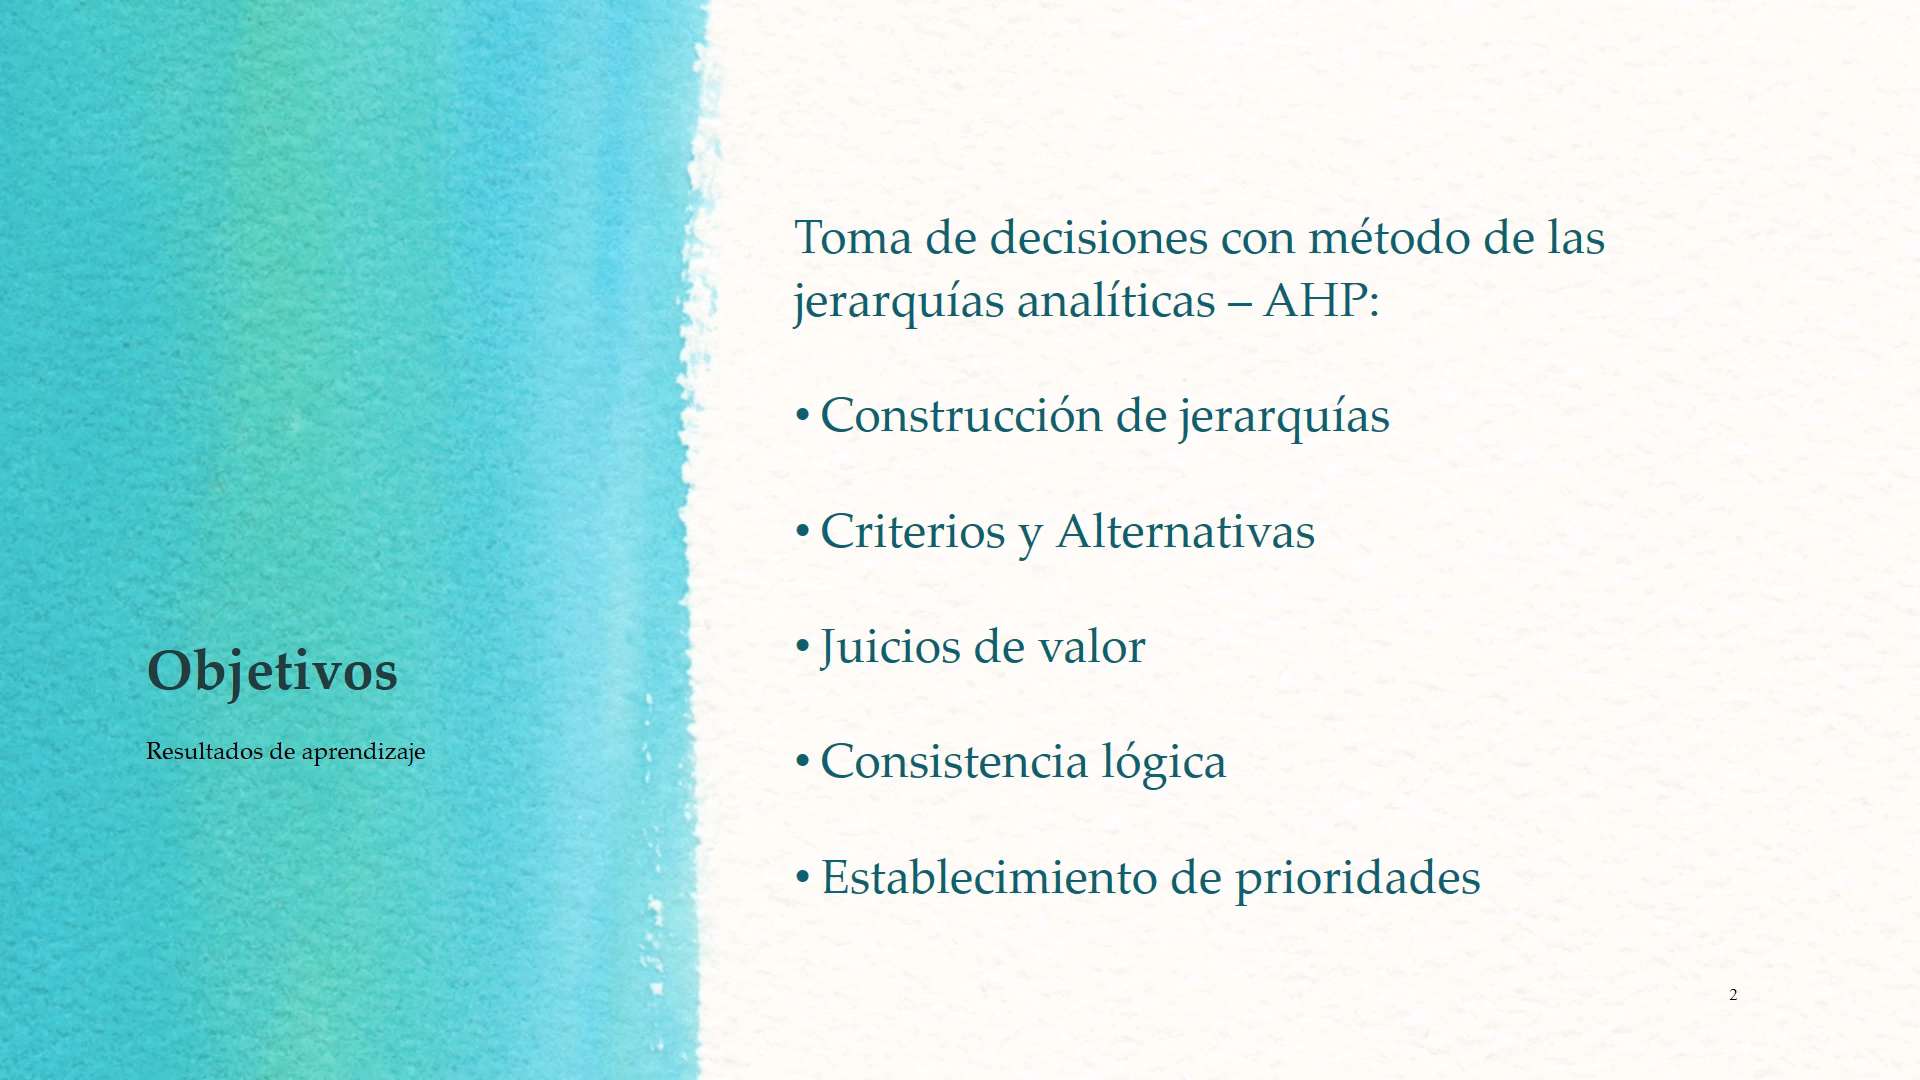 Objetivos
Resultados de aprendizaje
Toma de decisiones con método de las
jerarquías analíticas – AHP:
• Construcción de jerarquías
• Criterios y Alternativas
• Juicios de valor
• Consistencia lógica
• Establecimiento de prioridades
2